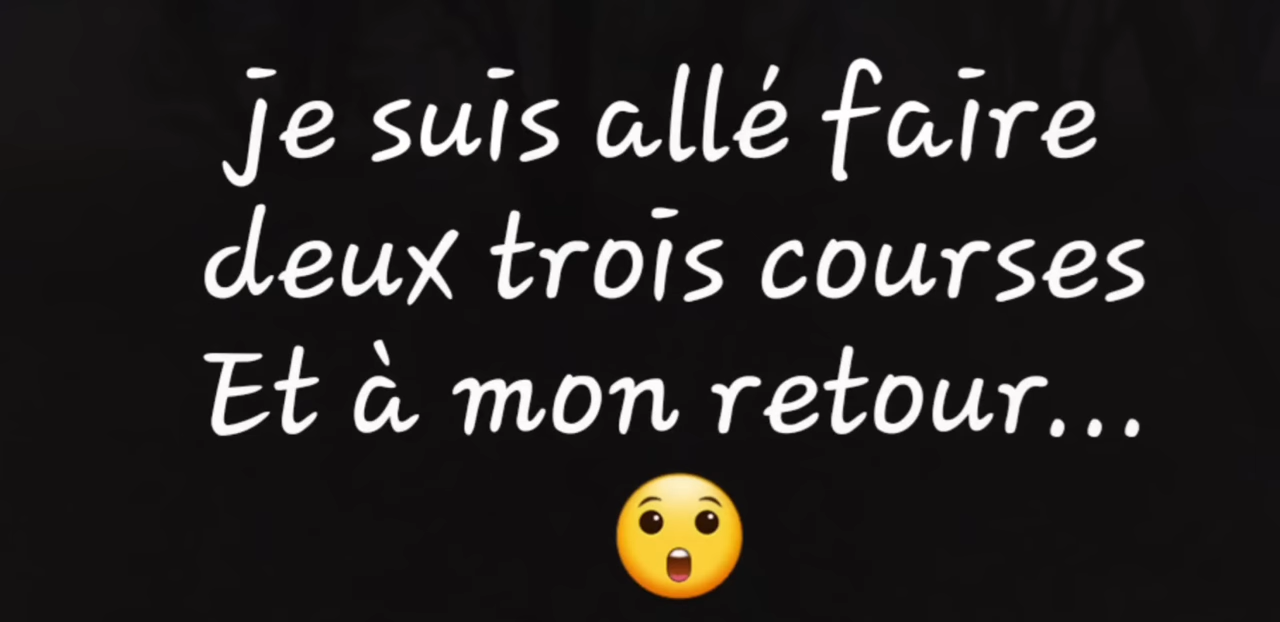 je suis allé faire
deux trois courses
Et à mon retour...
😲